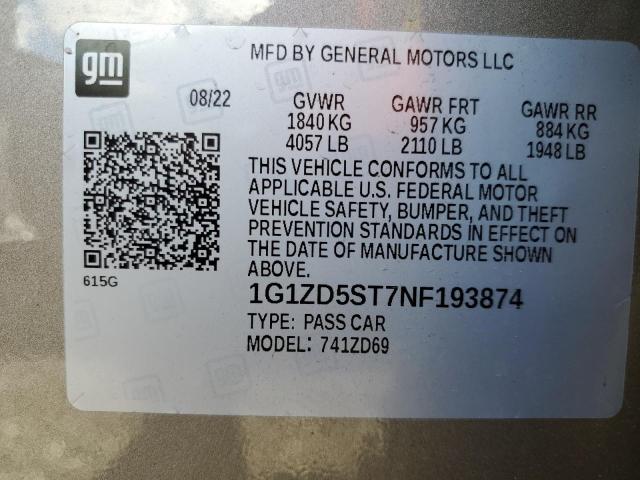 gm
MFD BY GENERAL MOTORS LLC
08/22 GVWR GAWR FRT GAWR RR
1840 KG 957 KG 884 KG
4057 LB 2110 LB 1948 LB
THIS VEHICLE CONFORMS TO ALL
APPLICABLE U.S. FEDERAL MOTOR
VEHICLE SAFETY, BUMPER, AND THEFT
PREVENTION STANDARDS IN EFFECT ON
THE DATE OF MANUFACTURE SHOWN
ABOVE.
615G
1G1ZD5ST7NF193874
TYPE: PASS CAR
MODEL: 741ZD69